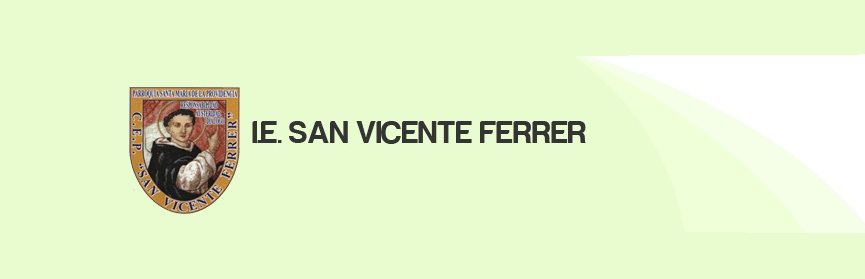 PARROQUIA SANTA MARIA DE LA PROVIDENCIA
C.E.P. "SAN VICENTE FERRER"
I.E. SAN VICENTE FERRER